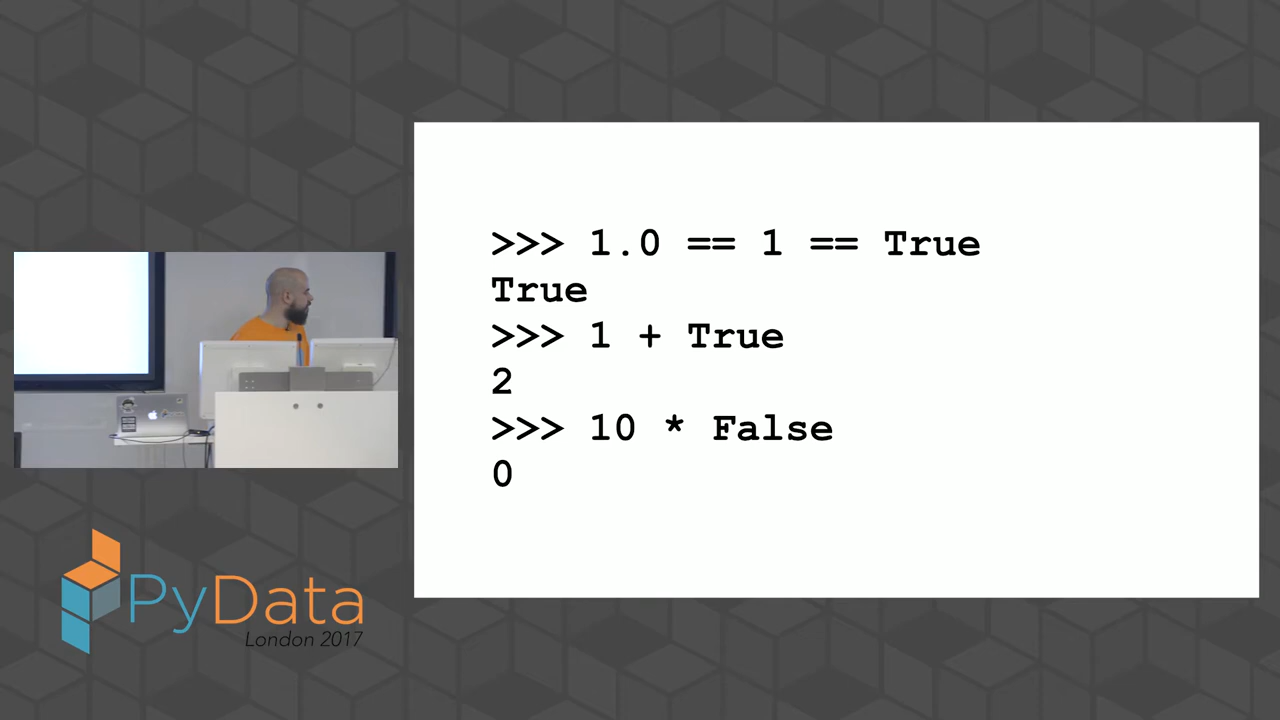 >>> 1.0 == 1 == True
True
>>> 1 + True
2
>>> 10 * False
0
PyData
London 2017